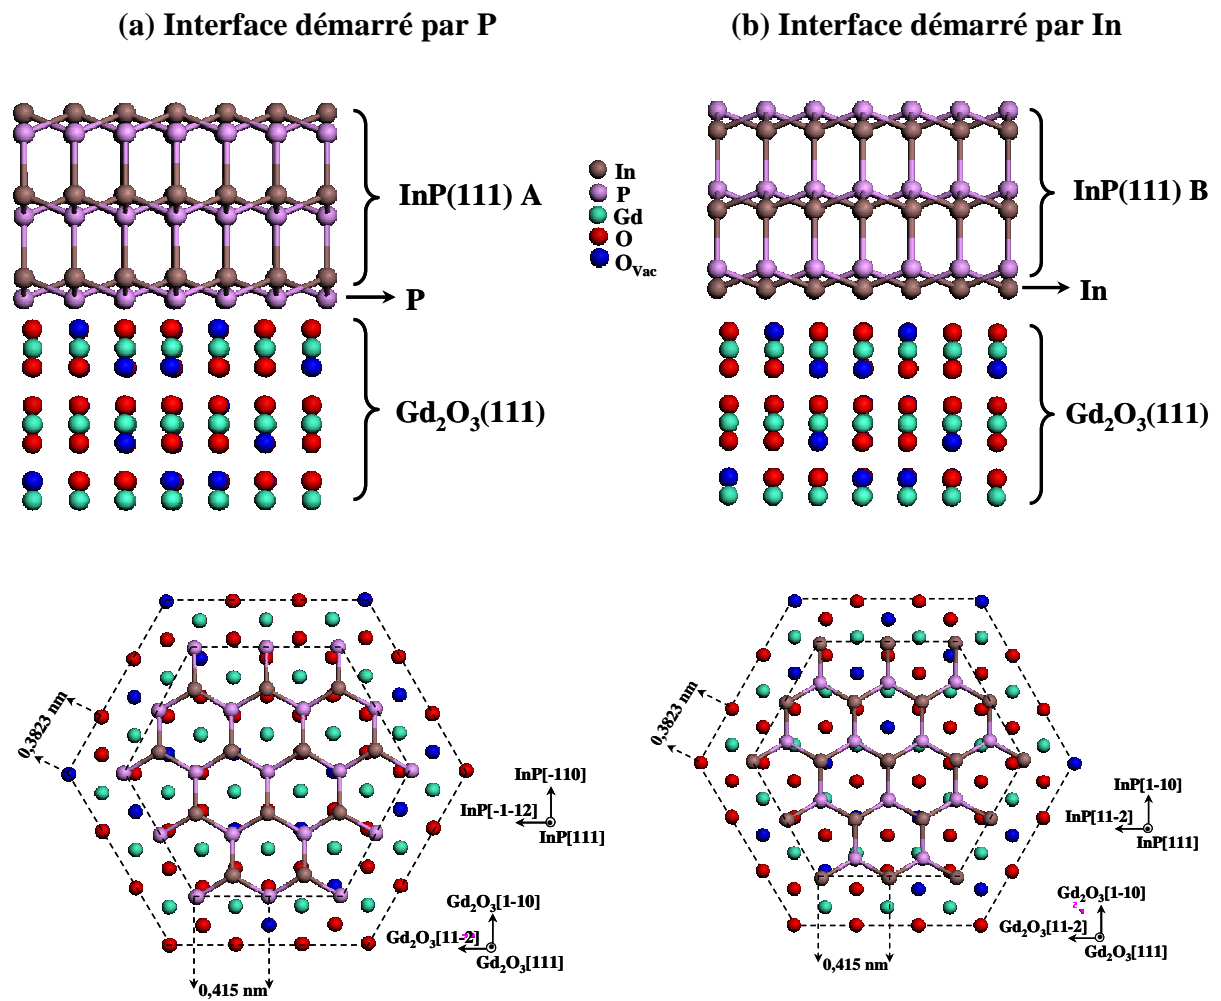 (a) Interface démarré par P
(b) Interface démarré par In
InP(111) A
In
P
Gd
O
OVac
InP(111) B
P
In
Gd2O3(111)
Gd2O3(111)
0,3823 nm
InP[-110]
InP[-1-12]
InP[111]
Gd2O3[1-10]
Gd2O3[11-2]
Gd2O3[111]
0,415 nm
0,3823 nm
InP[1-10]
InP[11-2]
InP[111]
Gd2O3[1-10]
Gd2O3[11-2]
Gd2O3[111]
0,415 nm